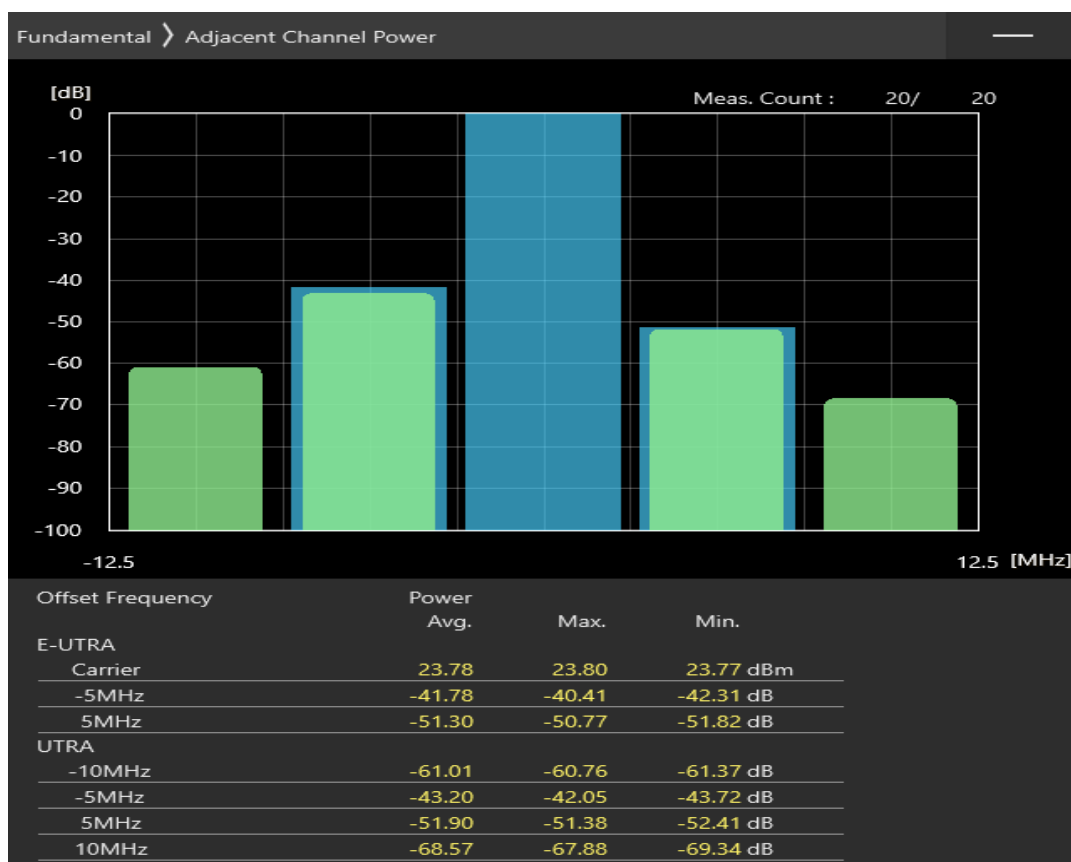 Fundamental ❯ Adjacent Channel Power
[dB]
Meas. Count : 20/ 20
0
-10
-20
-30
-40
-50
-60
-70
-80
-90
-100
-12.5 12.5 [MHz]
Offset Frequency Power
Avg. Max. Min.
E-UTRA
Carrier 23.78 23.80 23.77 dBm
-5MHz -41.78 -40.41 -42.31 dB
5MHz -51.30 -50.77 -51.82 dB
UTRA
-10MHz -61.01 -60.76 -61.37 dB
-5MHz -43.20 -42.05 -43.72 dB
5MHz -51.90 -51.38 -52.41 dB
10MHz -68.57 -67.88 -69.34 dB